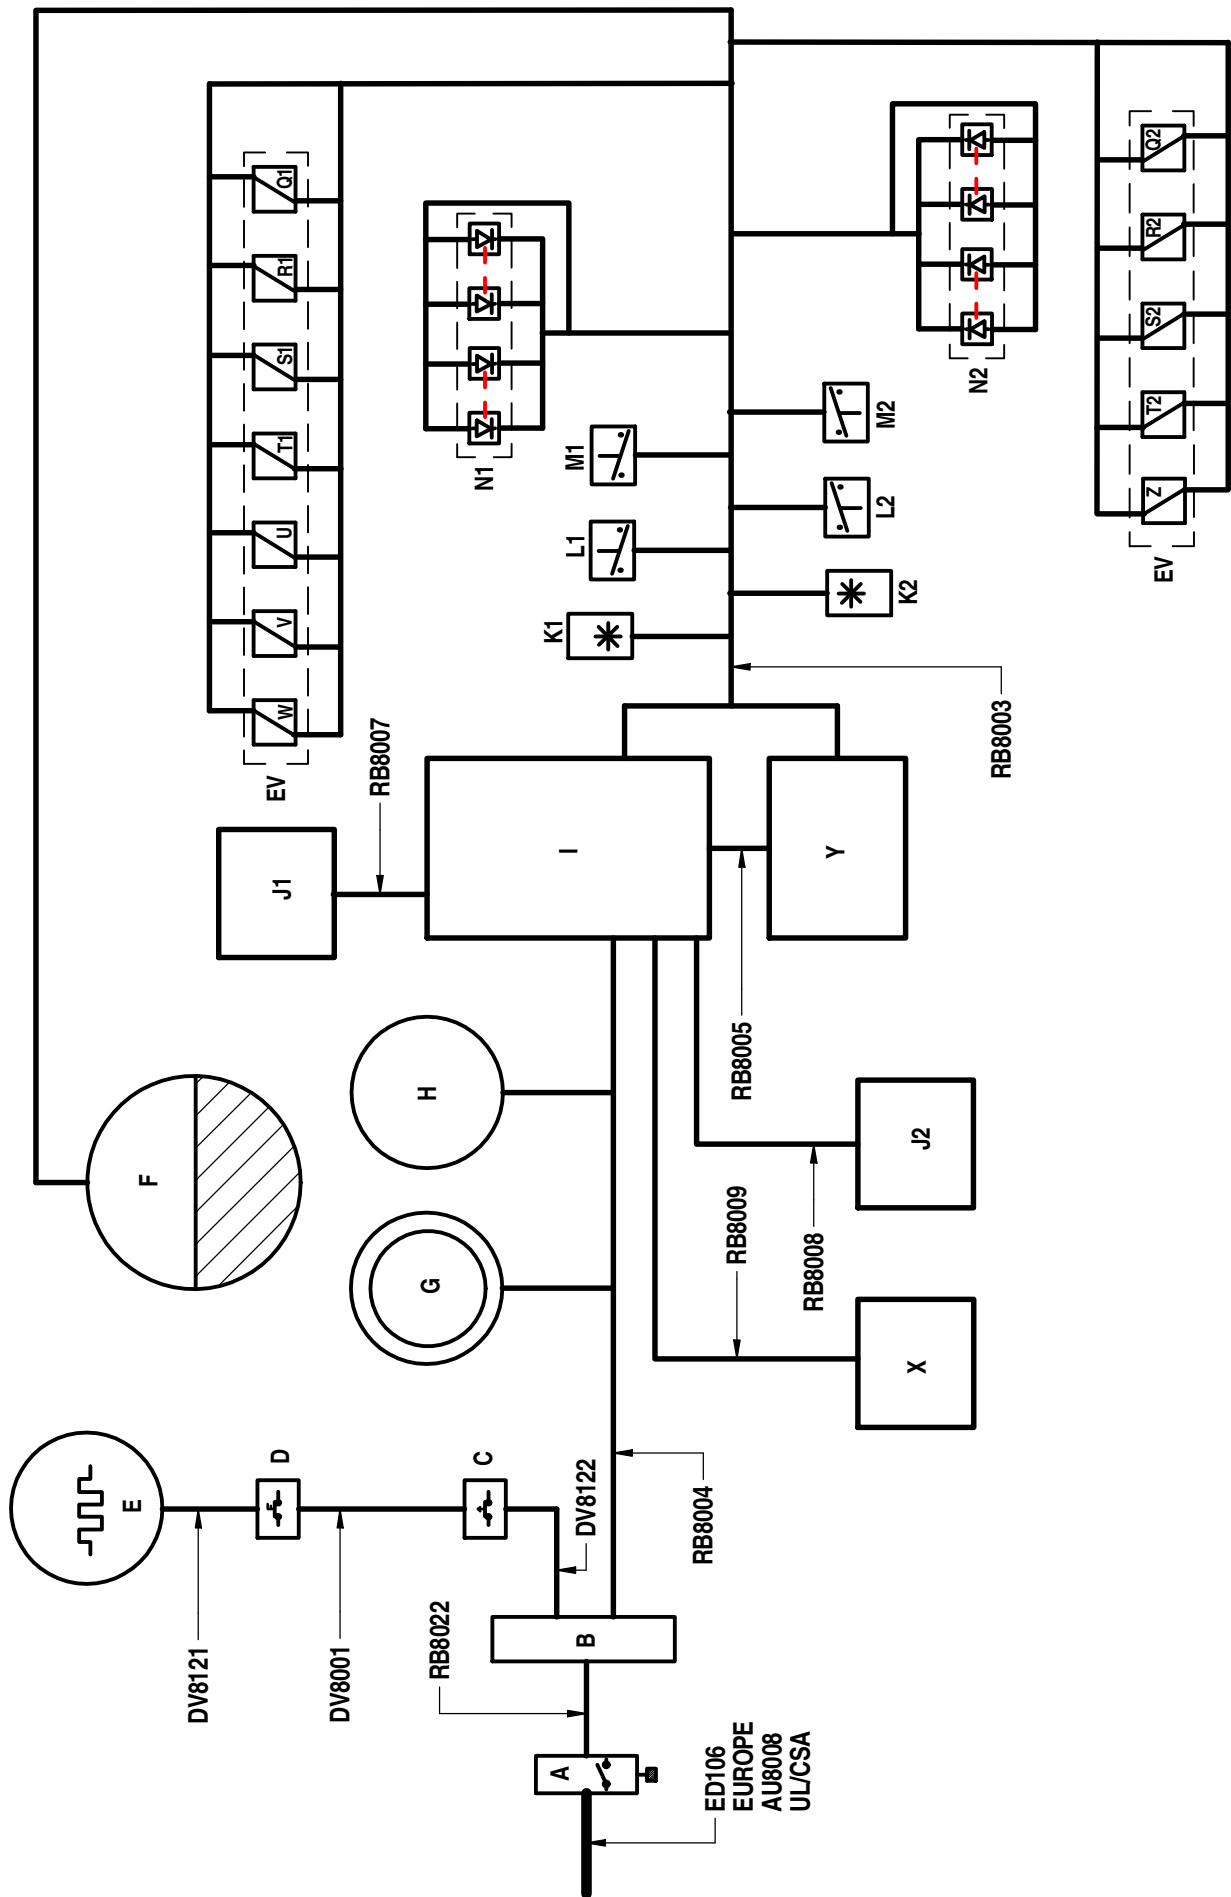 ED106
EUROPE
AU8008
UL/CSA
A
RB8022
B
DV8122
RB8004
C
DV8001
D
DV8121
E
F
G
H
X
RB8009
J2
RB8008
RB8005
I
Y
J1
RB8007
RB8003
EV
W
V
U
T1
S1
R1
Q1
K1
L1
M1
N1
K2
L2
M2
N2
EV
Z
T2
S2
R2
Q2